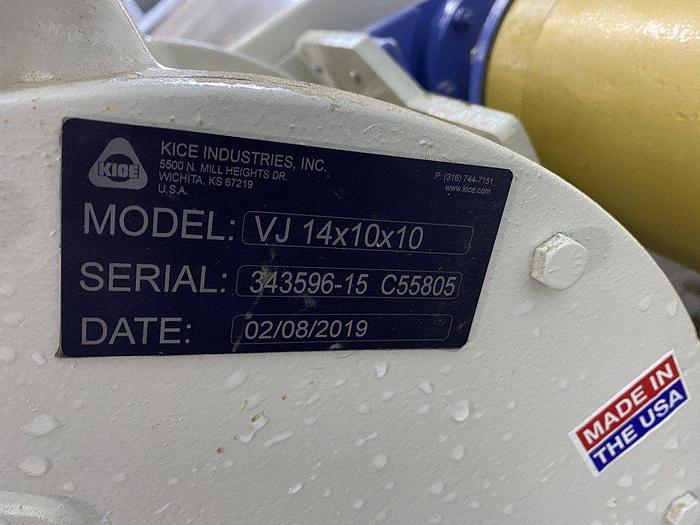 KICE
KICE INDUSTRIES, INC.
5500 N. MILL HEIGHTS DR.
WICHITA, KS 67219
U.S.A.
P: (316) 744-7151
www.kice.com
MODEL: VJ 14x10x10
SERIAL: 343596-15 C55805
DATE: 02/08/2019
MADE IN
THE USA